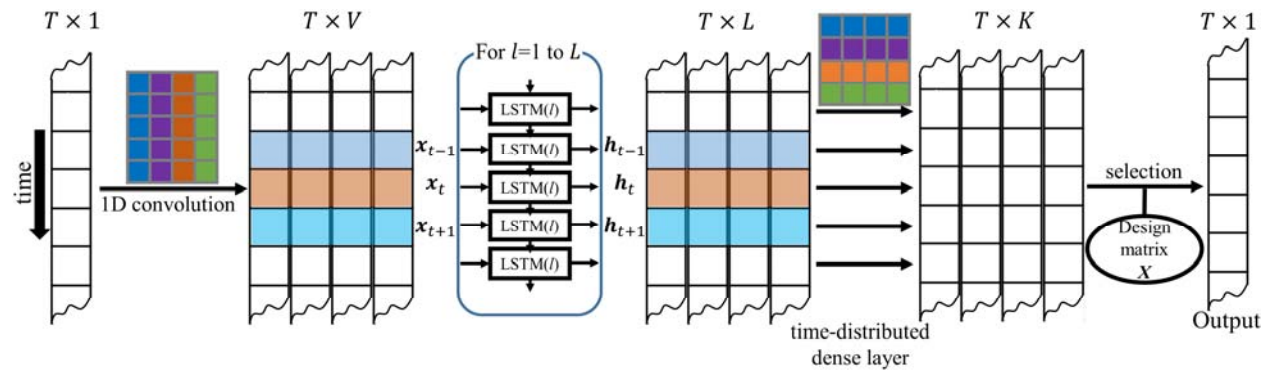 T × 1
T × V
For l=1 to L
T × L
T × K
T × 1
time
1D convolution
x_{t−1}
x_t
x_{t+1}
LSTM(l)
LSTM(l)
LSTM(l)
LSTM(l)
LSTM(l)
h_{t−1}
h_t
h_{t+1}
time-distributed
dense layer
selection
Design
matrix
X
Output